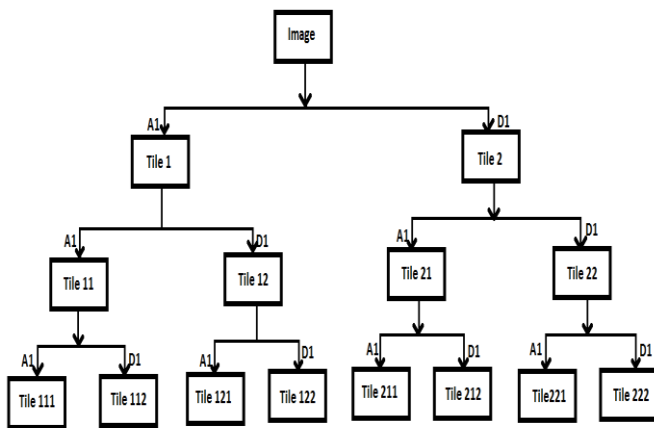 Image
A1
D1
Tile 1
Tile 2
A1
D1
A1
D1
Tile 11
Tile 12
Tile 21
Tile 22
A1
D1
A1
D1
A1
D1
A1
D1
Tile 111
Tile 112
Tile 121
Tile 122
Tile 211
Tile 212
Tile221
Tile 222